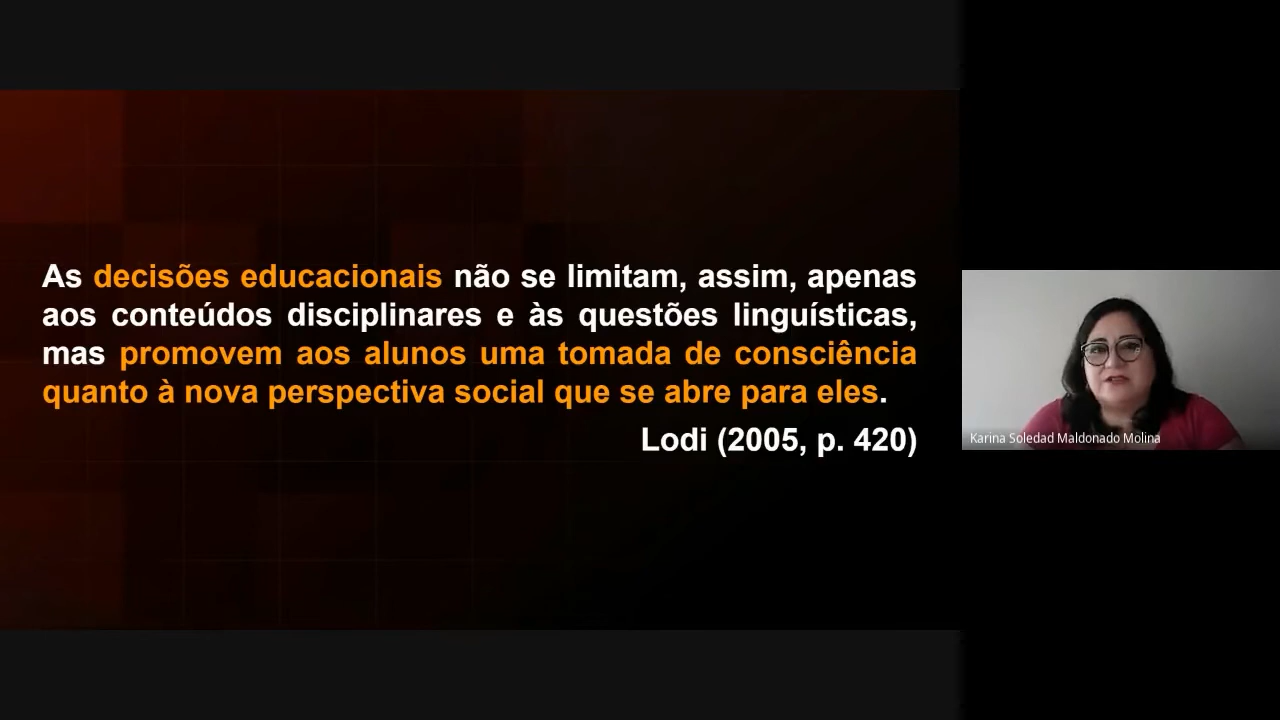 As decisões educacionais não se limitam, assim, apenas
aos conteúdos disciplinares e às questões linguísticas,
mas promovem aos alunos uma tomada de consciência
quanto à nova perspectiva social que se abre para eles.
Lodi (2005, p. 420)
Karina Soledad Maldonado Molina